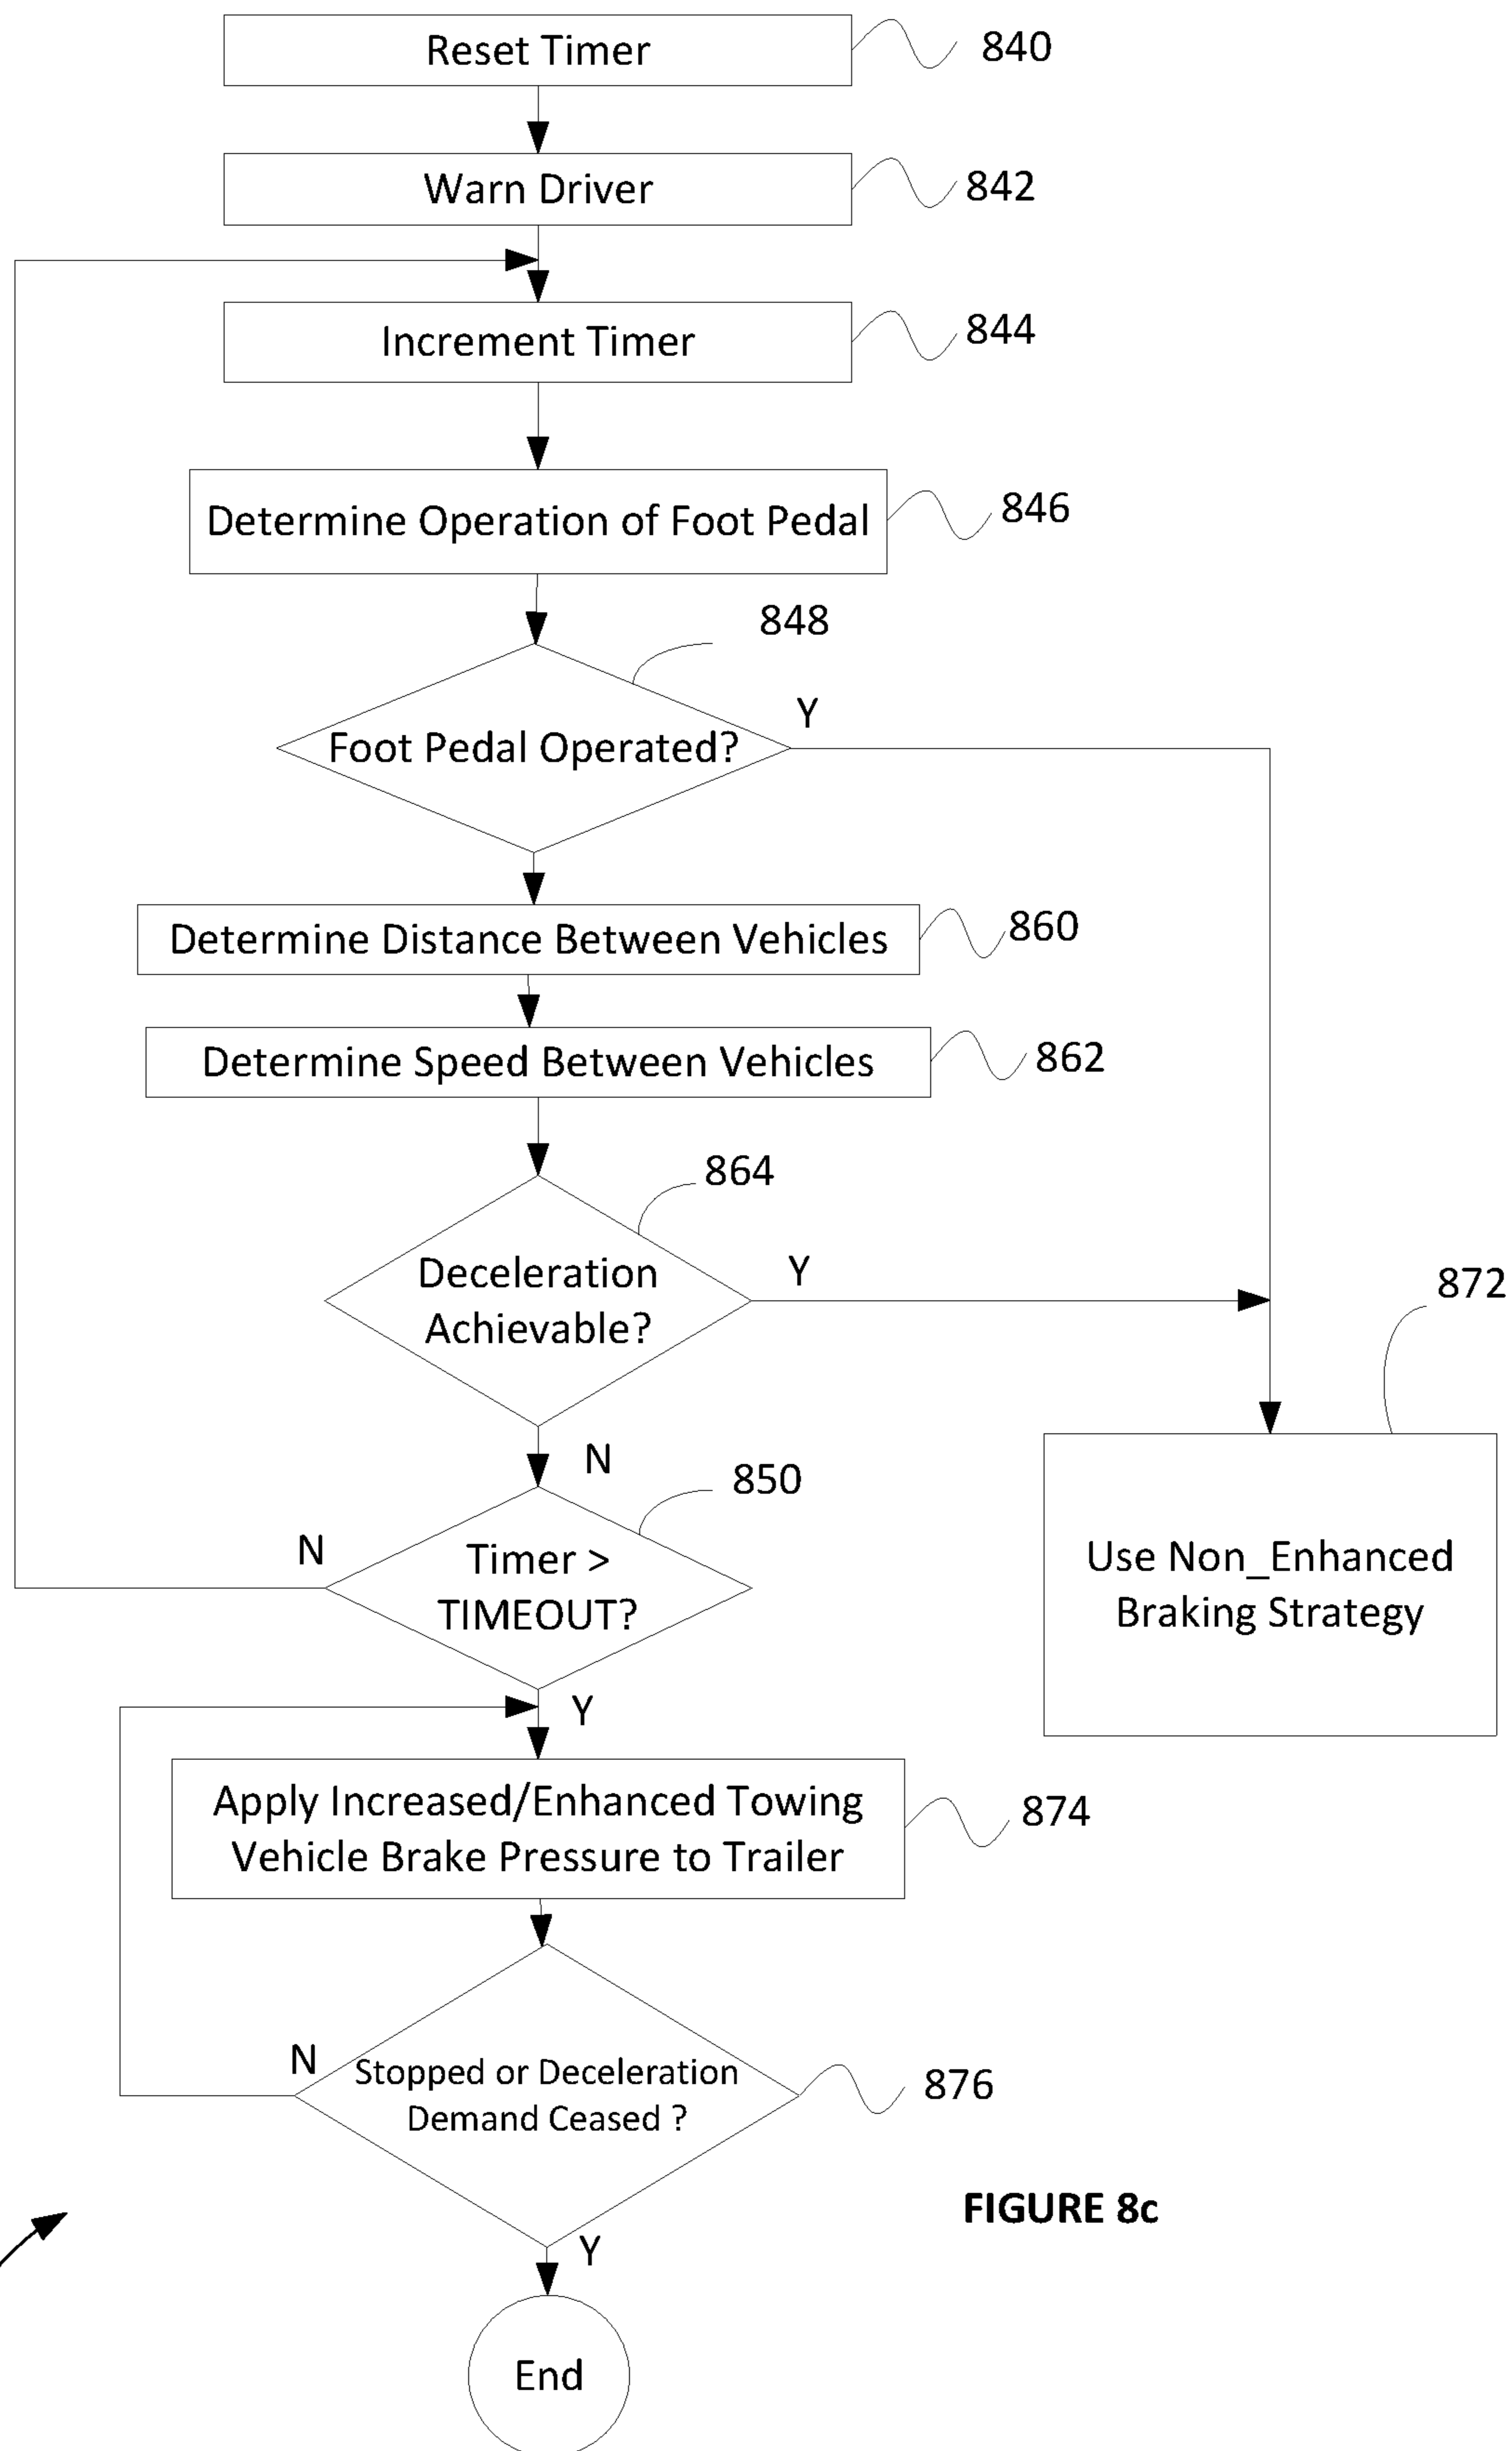 Reset Timer
840
Warn Driver
842
Increment Timer
844
Determine Operation of Foot Pedal
846
848
Foot Pedal Operated?
Y
Determine Distance Between Vehicles
860
Determine Speed Between Vehicles
862
864
Deceleration
Achievable?
Y
872
N
850
N
Timer >
TIMEOUT?
Use Non_Enhanced
Braking Strategy
Y
Apply Increased/Enhanced Towing
Vehicle Brake Pressure to Trailer
874
N
Stopped or Deceleration
Demand Ceased ?
876
FIGURE 8c
Y
End